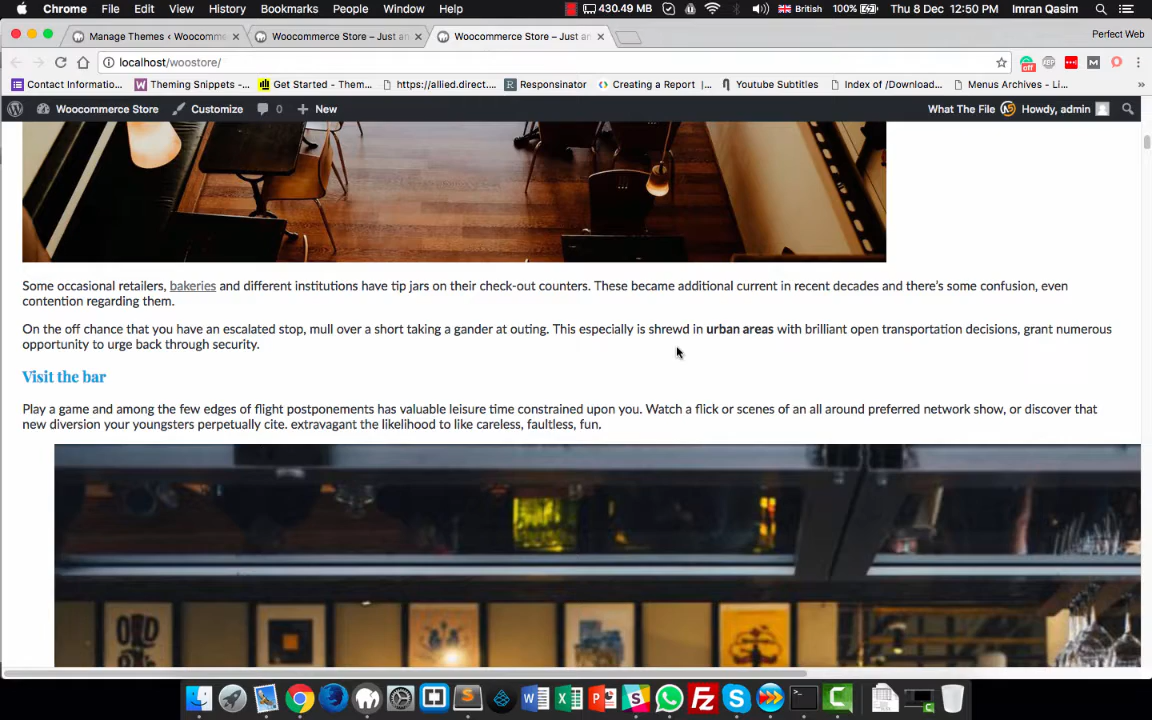 Chrome File Edit View History Bookmarks People Window Help 430.49 MB British 100% Thu 8 Dec 12:50 PM Imran Qasim
Manage Themes ‹ Woocomme × Woocommerce Store – Just an × Woocommerce Store – Just an × Perfect Web
localhost/woostore/
off
Contact Informatio... Theming Snippets -... Get Started - Them... https://allied.direct... Responsinator Creating a Report |... Youtube Subtitles Index of /Download... Menus Archives - Li... »
Woocommerce Store Customize 0 New What The File Howdy, admin
Some occasional retailers, bakeries and different institutions have tip jars on their check-out counters. These became additional current in recent decades and there's some confusion, even
contention regarding them.
On the off chance that you have an escalated stop, mull over a short taking a gander at outing. This especially is shrewd in urban areas with brilliant open transportation decisions, grant numerous
opportunity to urge back through security.
Visit the bar
Play a game and among the few edges of flight postponements has valuable leisure time constrained upon you. Watch a flick or scenes of an all around preferred network show, or discover that
new diversion your youngsters perpetually cite. extravagant the likelihood to like careless, faultless, fun.